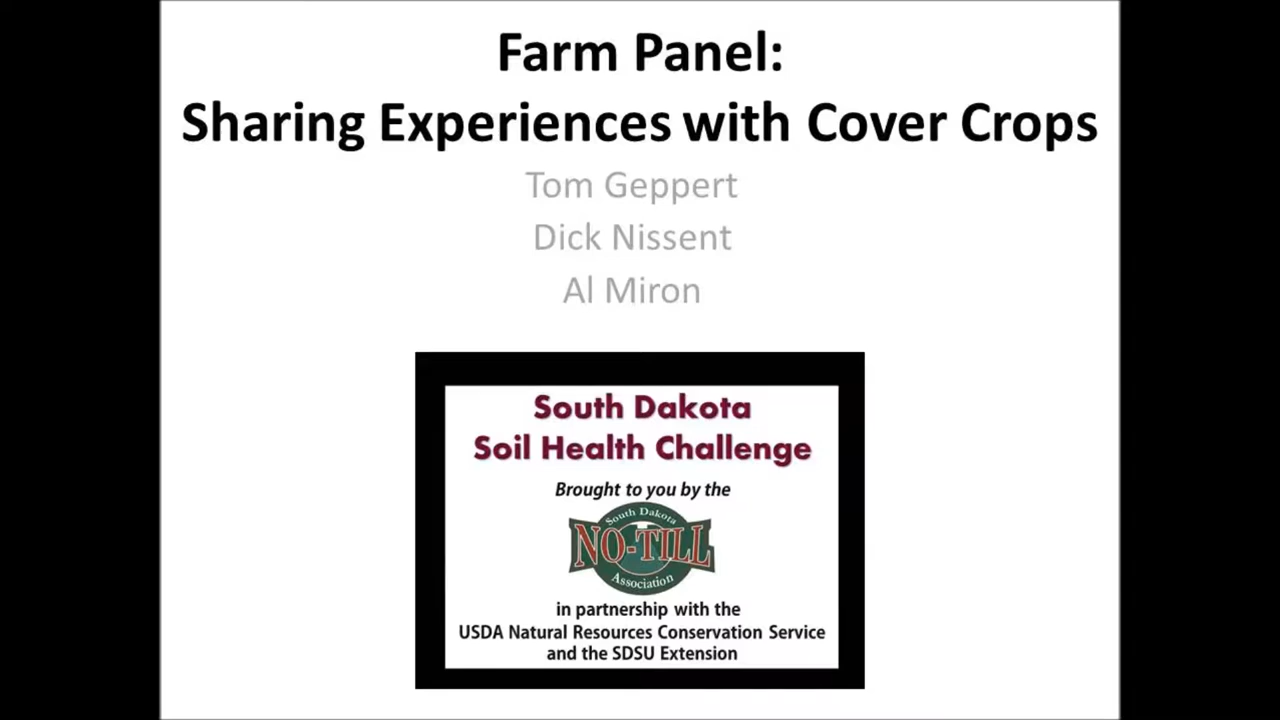 Farm Panel:
Sharing Experiences with Cover Crops
Tom Geppert
Dick Nissent
Al Miron
South Dakota
Soil Health Challenge
Brought to you by the
South Dakota
NO-TILL
Association
in partnership with the
USDA Natural Resources Conservation Service
and the SDSU Extension